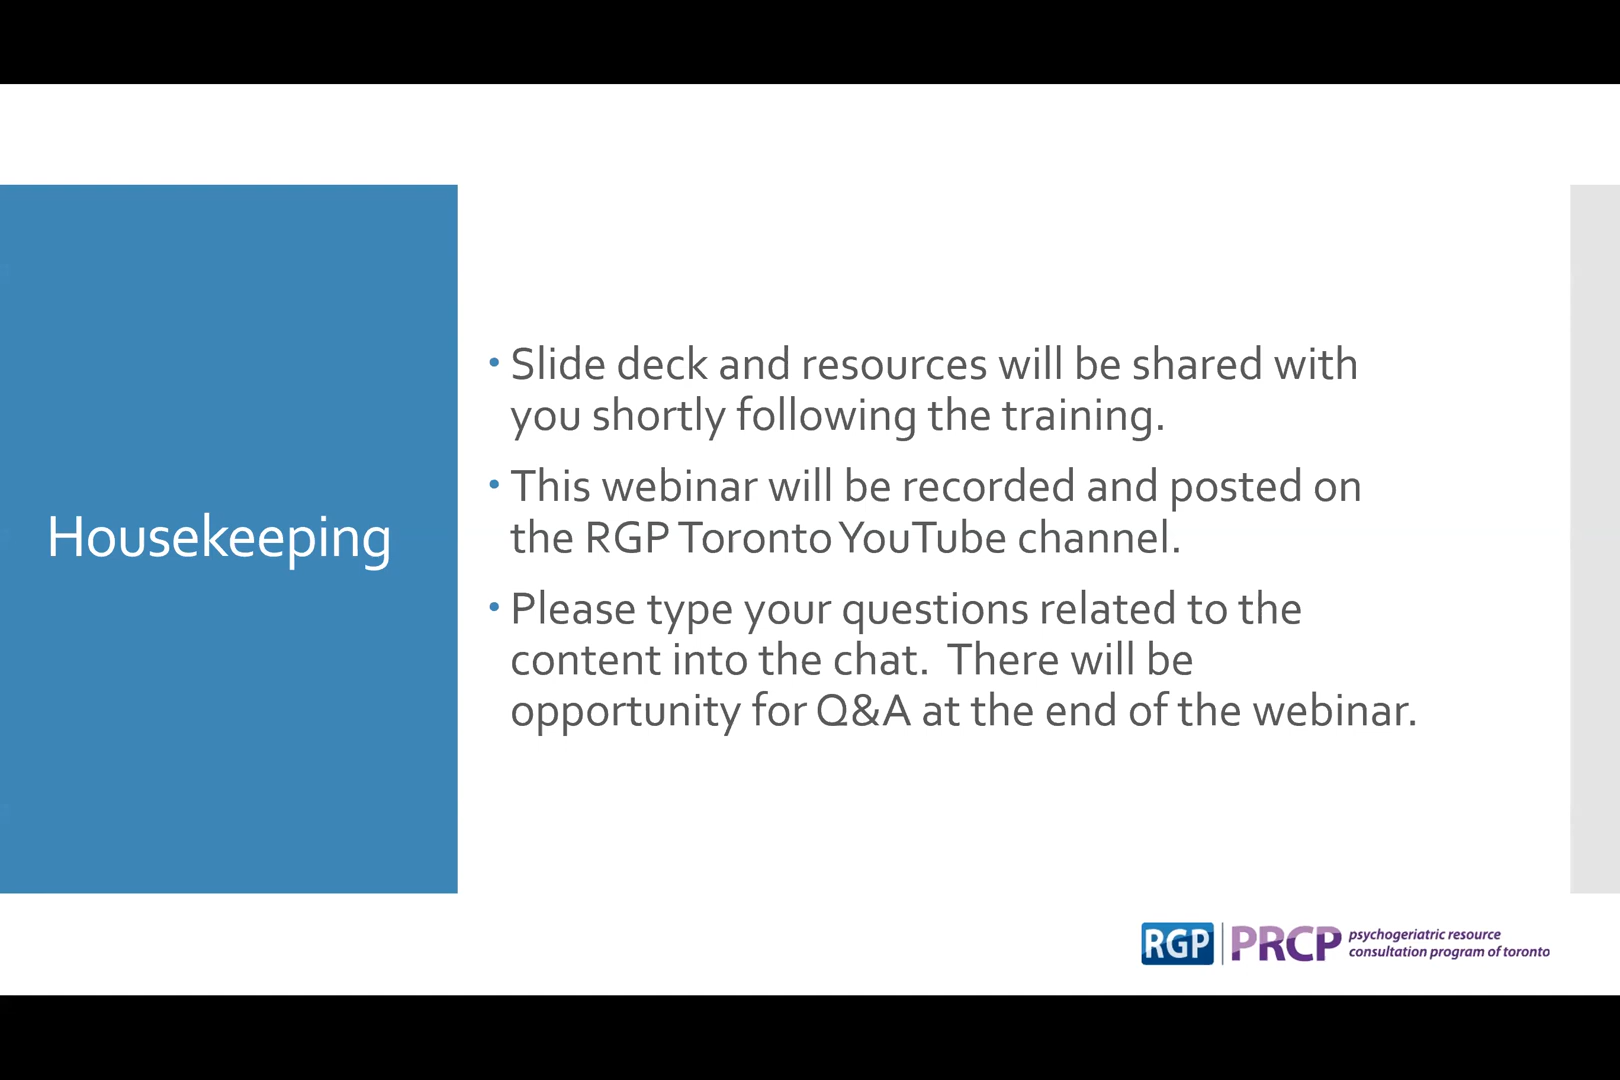 Housekeeping
• Slide deck and resources will be shared with
you shortly following the training.
• This webinar will be recorded and posted on
the RGP Toronto YouTube channel.
• Please type your questions related to the
content into the chat.  There will be
opportunity for Q&A at the end of the webinar.
RGP PRCP psychogeriatric resource
consultation program of toronto